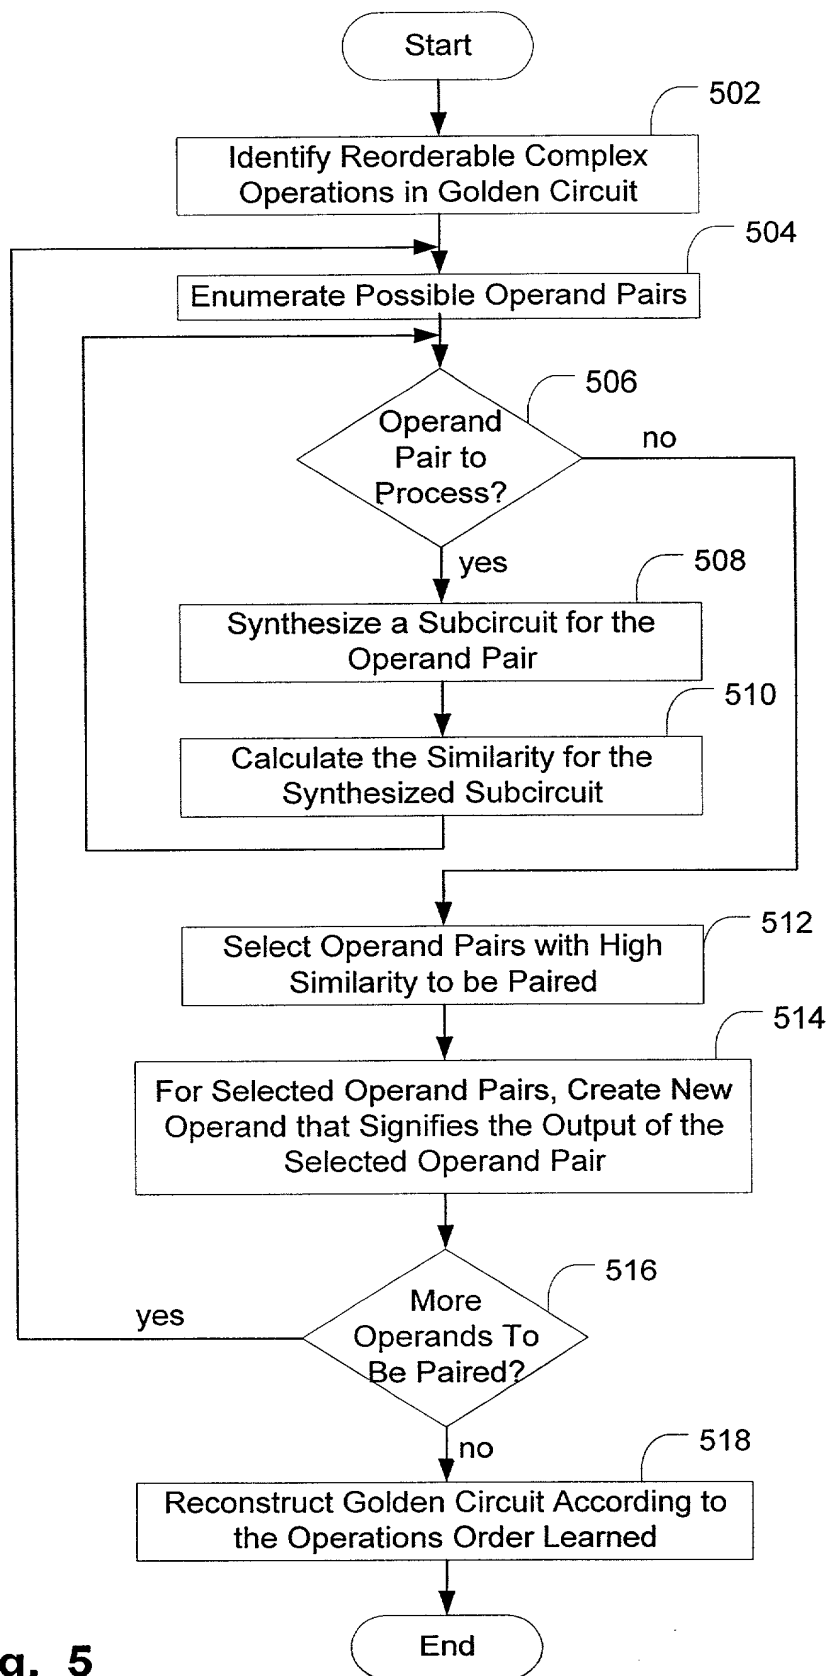 Start
502
Identify Reorderable Complex
Operations in Golden Circuit
504
Enumerate Possible Operand Pairs
506
Operand
Pair to
Process?
no
yes
508
Synthesize a Subcircuit for the
Operand Pair
510
Calculate the Similarity for the
Synthesized Subcircuit
512
Select Operand Pairs with High
Similarity to be Paired
514
For Selected Operand Pairs, Create New
Operand that Signifies the Output of the
Selected Operand Pair
516
More
Operands To
Be Paired?
yes
no
518
Reconstruct Golden Circuit According to
the Operations Order Learned
End
g. 5